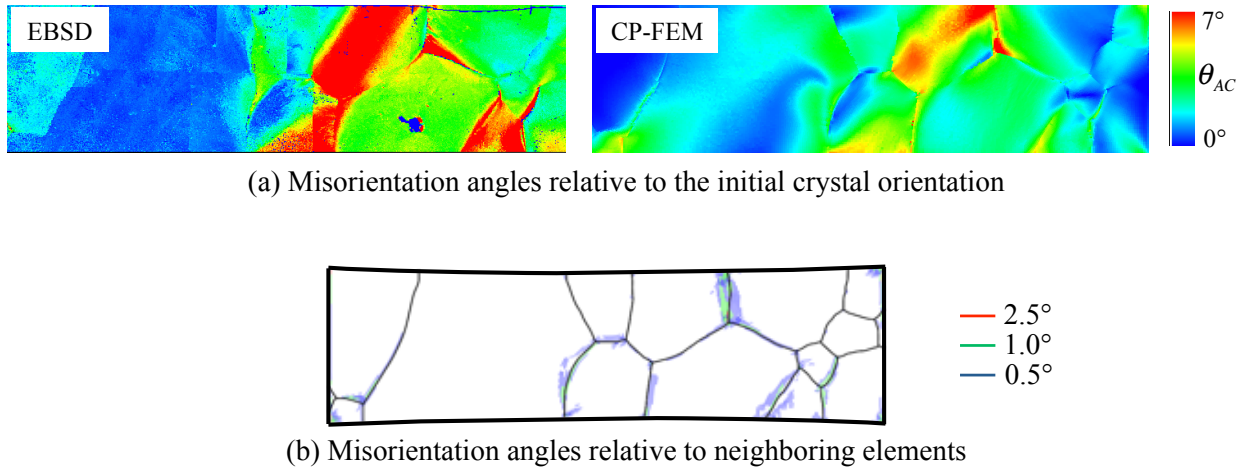 EBSD
CP-FEM
7°
θAC
0°
(a) Misorientation angles relative to the initial crystal orientation
2.5°
1.0°
0.5°
(b) Misorientation angles relative to neighboring elements